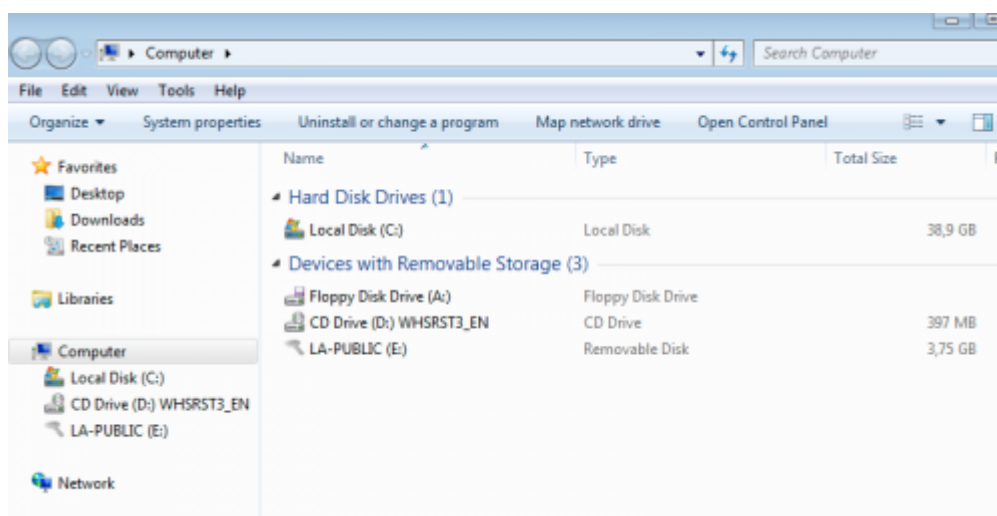 Computer
Search Computer
File Edit View Tools Help
Organize System properties Uninstall or change a program Map network drive Open Control Panel
Favorites
Desktop
Downloads
Recent Places
Libraries
Computer
Local Disk (C:)
CD Drive (D:) WHSRST3_EN
LA-PUBLIC (E:)
Network
Name Type Total Size
Hard Disk Drives (1)
Local Disk (C:) Local Disk 38,9 GB
Devices with Removable Storage (3)
Floppy Disk Drive (A:) Floppy Disk Drive
CD Drive (D:) WHSRST3_EN CD Drive 397 MB
LA-PUBLIC (E:) Removable Disk 3,75 GB